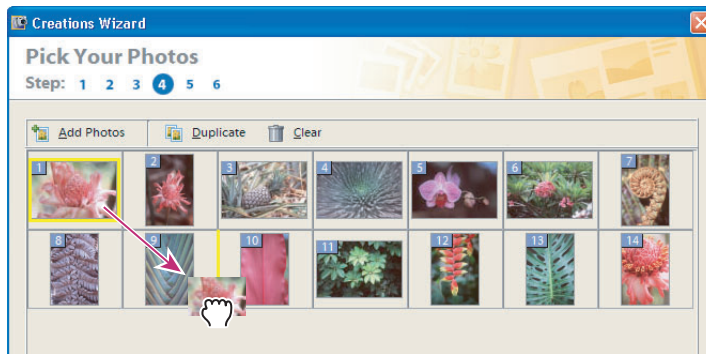 Creations Wizard
Pick Your Photos
Step: 1 2 3 4 5 6
Add Photos Duplicate Clear
1 2 3 4 5 6 7
8 9 10 11 12 13 14